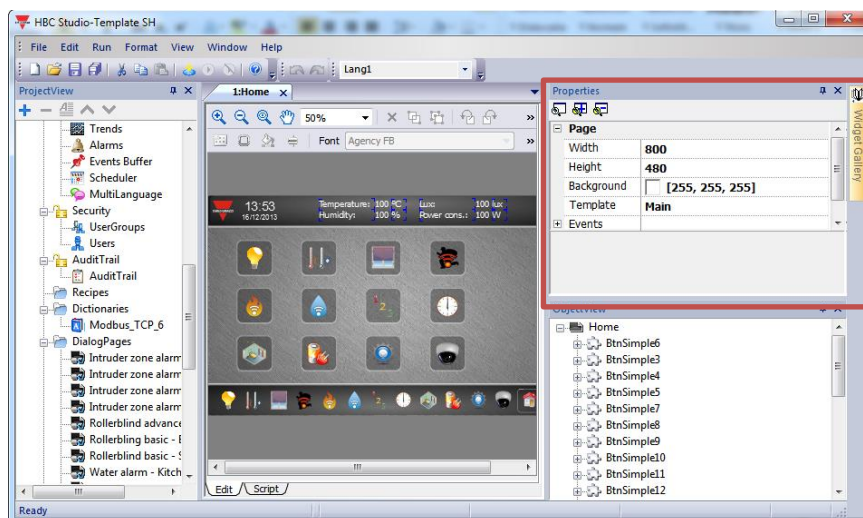 HBC Studio-Template SH
File Edit Run Format View Window Help
Lang1
ProjectView
Trends
Alarms
Events Buffer
Scheduler
MultiLanguage
Security
UserGroups
Users
AuditTrail
AuditTrail
Recipes
Dictionaries
Modbus_TCP_6
DialogPages
Intruder zone alarm
Intruder zone alarm
Intruder zone alarm
Intruder zone alarm
Rollerblind advance
Rollerbling basic - E
Rollerblind basic - S
Water alarm - Kitch
1:Home
50%
Font Agency FB
13:53
16/12/2013
Temperature: 100 ºC Lux: 100 lux
Humidity: 100 % Power cons.: 100 W
Edit Script
Properties
Page
Width 800
Height 480
Background [255, 255, 255]
Template Main
Events
Widget Gallery
ObjectView
Home
BtnSimple6
BtnSimple3
BtnSimple4
BtnSimple5
BtnSimple7
BtnSimple8
BtnSimple9
BtnSimple10
BtnSimple11
BtnSimple12
Ready